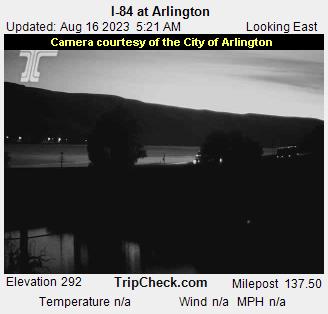 I-84 at Arlington
Updated: Aug 16 2023 5:21 AM Looking East
Camera courtesy of the City of Arlington
Elevation 292 TripCheck.com Milepost 137.50
Temperature n/a Wind n/a MPH n/a